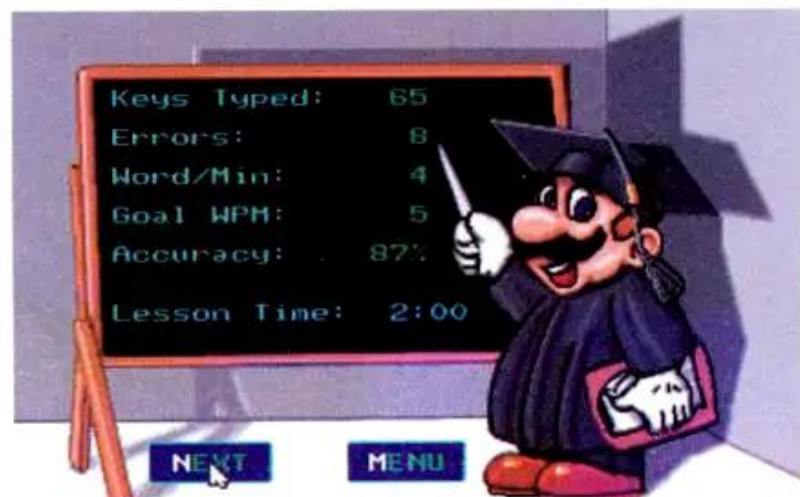 Keys Typed: 65
Errors: 8
Word/Min: 4
Goal WPM: 5
Accuracy: 87%
Lesson Time: 2:00
NEXT
MENU